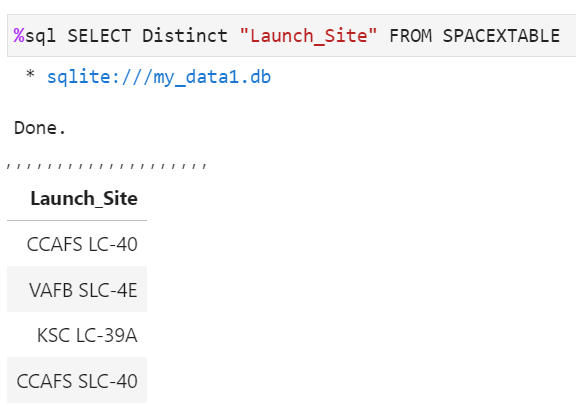 %sql SELECT Distinct "Launch_Site" FROM SPACEXTABLE
* sqlite:///my_data1.db
Done.
,,,,,,,,,,,,,,,,,,,,
Launch_Site
CCAFS LC-40
VAFB SLC-4E
KSC LC-39A
CCAFS SLC-40